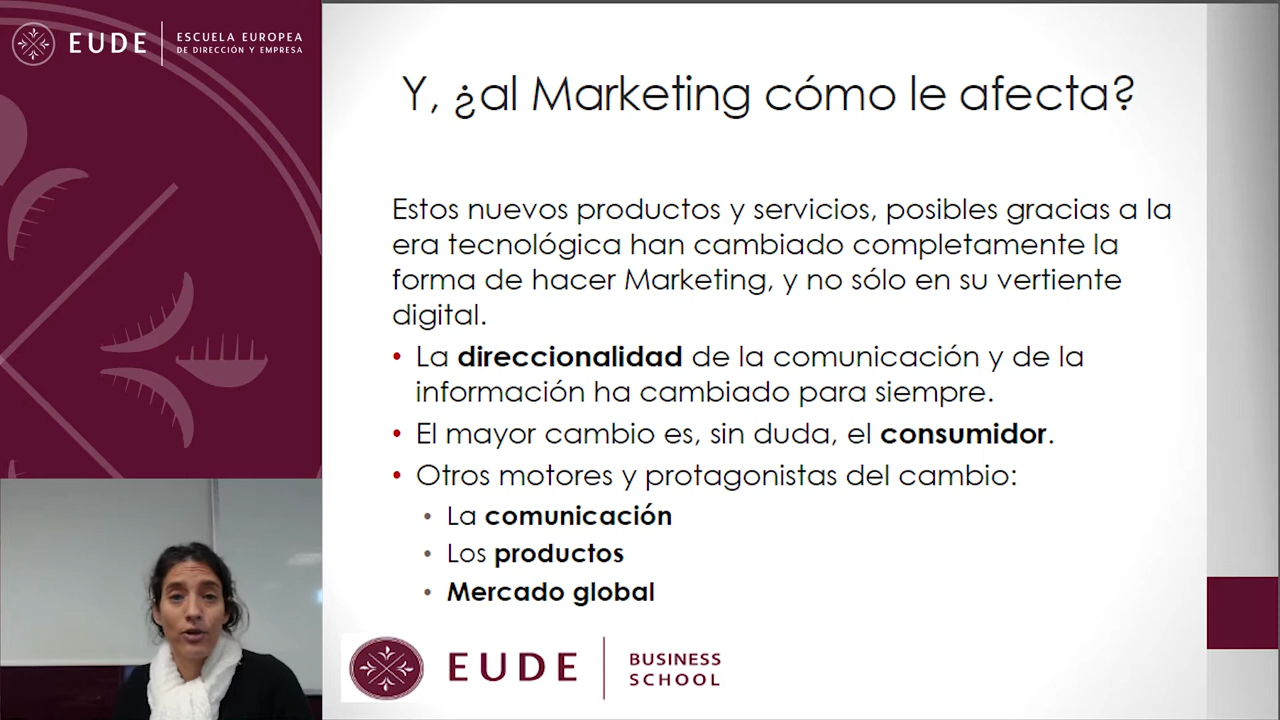 EUDE
ESCUELA EUROPEA
DE DIRECCIÓN Y EMPRESA
Y, ¿al Marketing cómo le afecta?
Estos nuevos productos y servicios, posibles gracias a la
era tecnológica han cambiado completamente la
forma de hacer Marketing, y no sólo en su vertiente
digital.
• La direccionalidad de la comunicación y de la
información ha cambiado para siempre.
• El mayor cambio es, sin duda, el consumidor.
• Otros motores y protagonistas del cambio:
• La comunicación
• Los productos
• Mercado global
EUDE
BUSINESS
SCHOOL